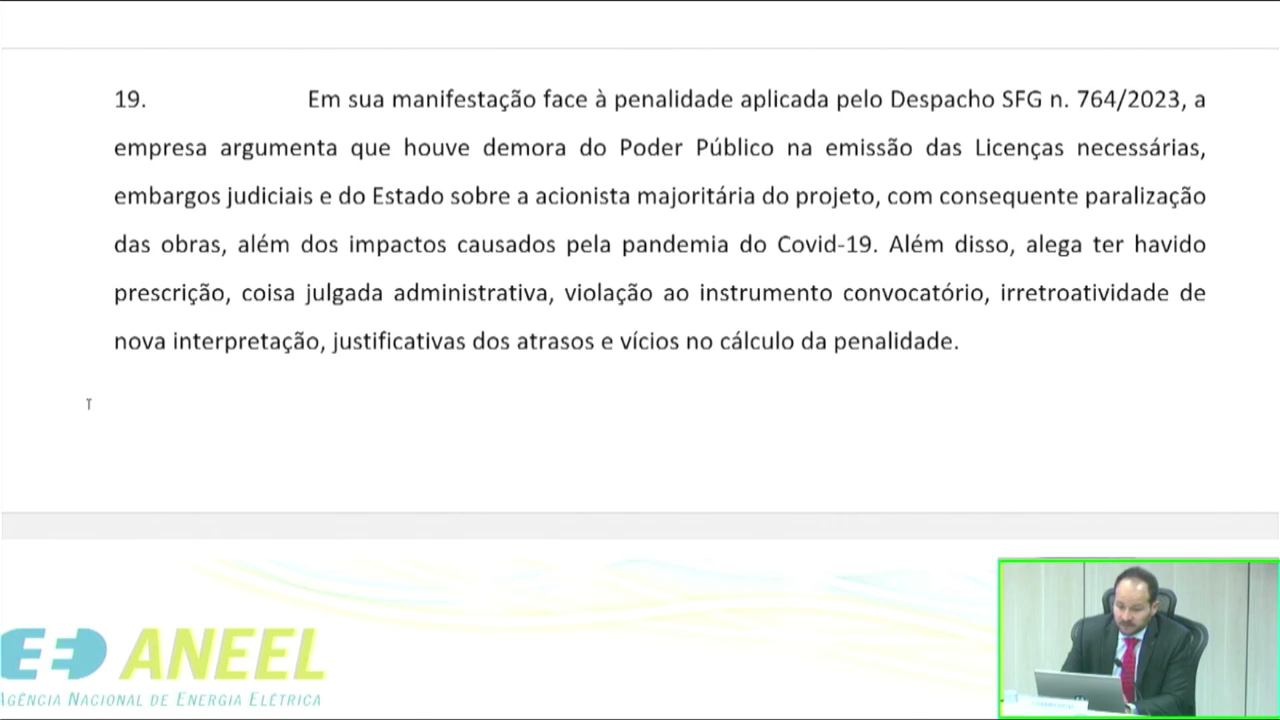 19. Em sua manifestação face à penalidade aplicada pelo Despacho SFG n. 764/2023, a
empresa argumenta que houve demora do Poder Público na emissão das Licenças necessárias,
embargos judiciais e do Estado sobre a acionista majoritária do projeto, com consequente paralização
das obras, além dos impactos causados pela pandemia do Covid-19. Além disso, alega ter havido
prescrição, coisa julgada administrativa, violação ao instrumento convocatório, irretroatividade de
nova interpretação, justificativas dos atrasos e vícios no cálculo da penalidade.
ANEEL
AGÊNCIA NACIONAL DE ENERGIA ELÉTRICA